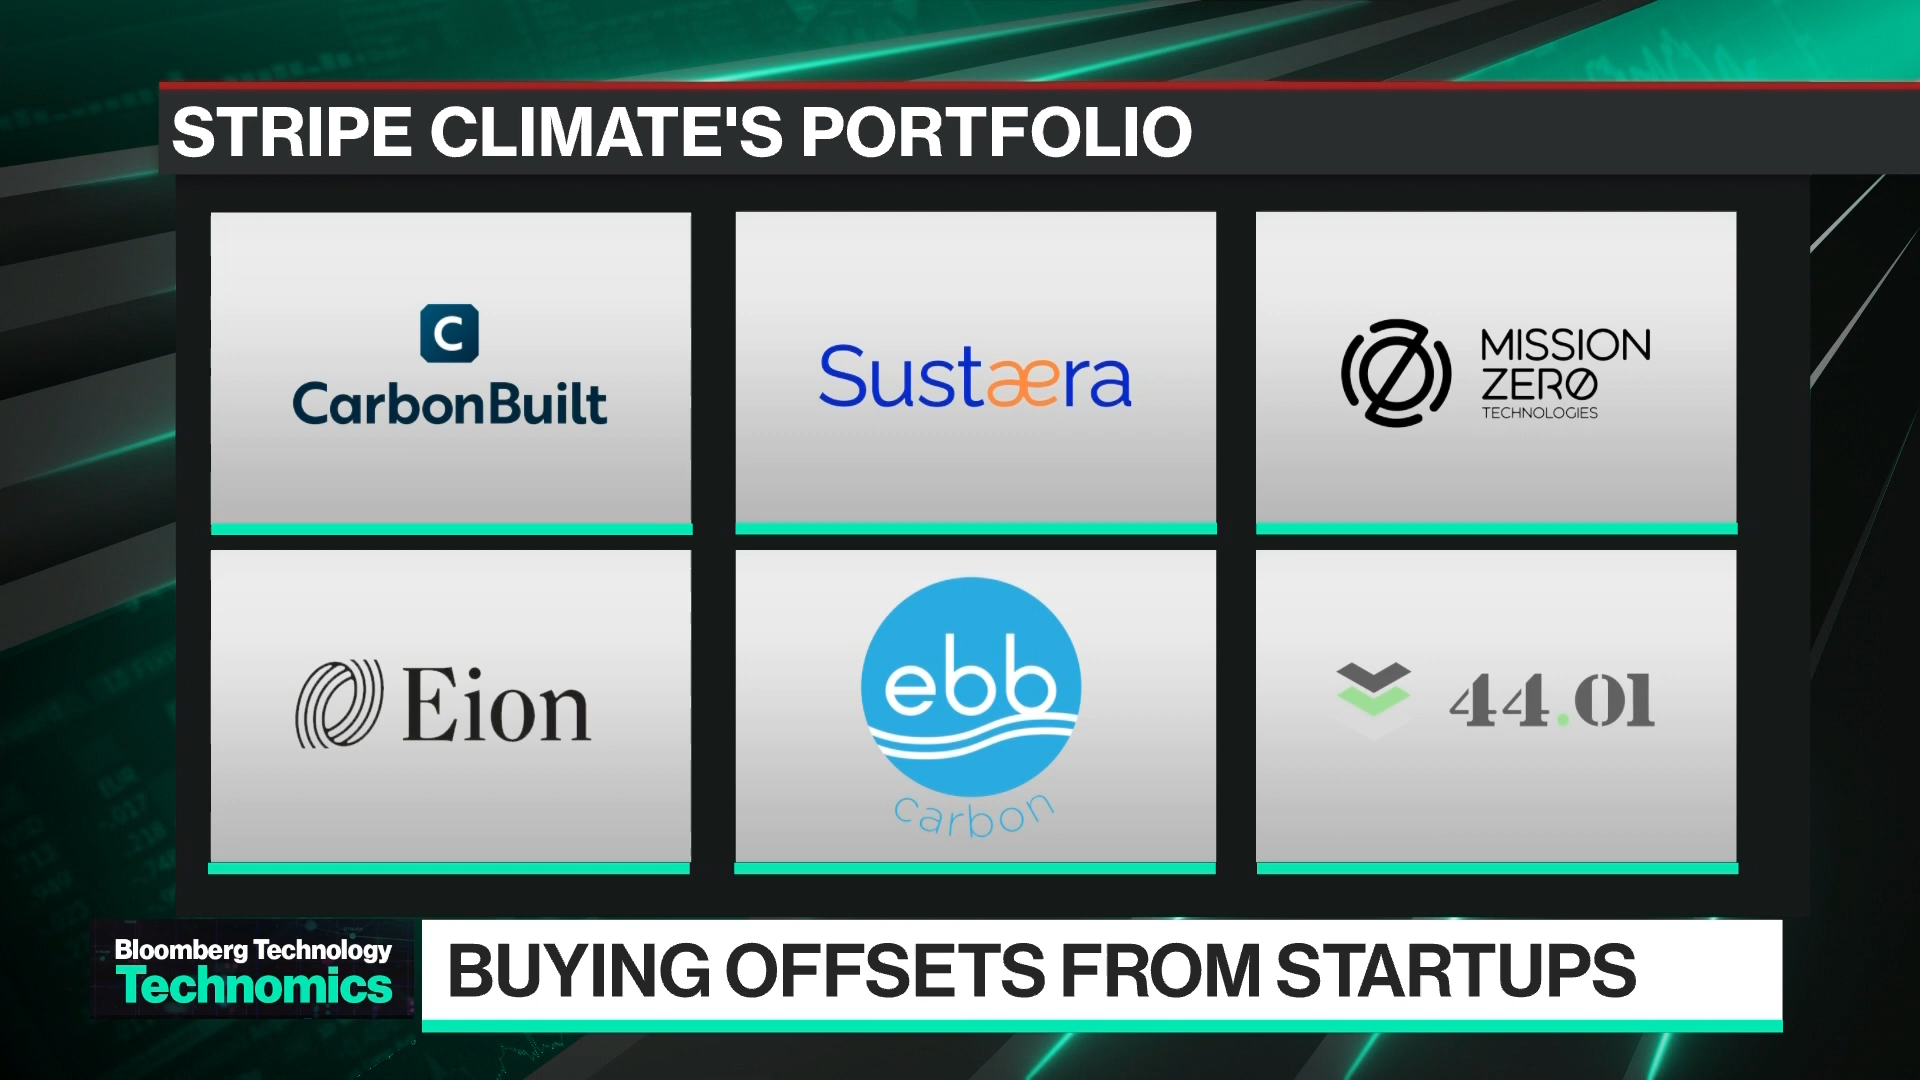 STRIPE CLIMATE'S PORTFOLIO
C
CarbonBuilt
Sustæra
MISSION
ZERØ
TECHNOLOGIES
Eion
ebb
carbon
44.01
Bloomberg Technology
Technomics
BUYING OFFSETS FROM STARTUPS